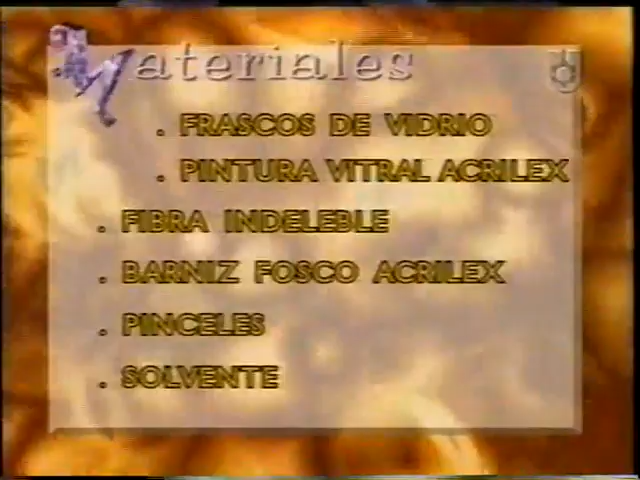 Materiales
. FRASCOS DE VIDRIO
. PINTURA VITRAL ACRILEX
. FIBRA INDELEBLE
. BARNIZ FOSCO ACRILEX
. PINCELES
. SOLVENTE